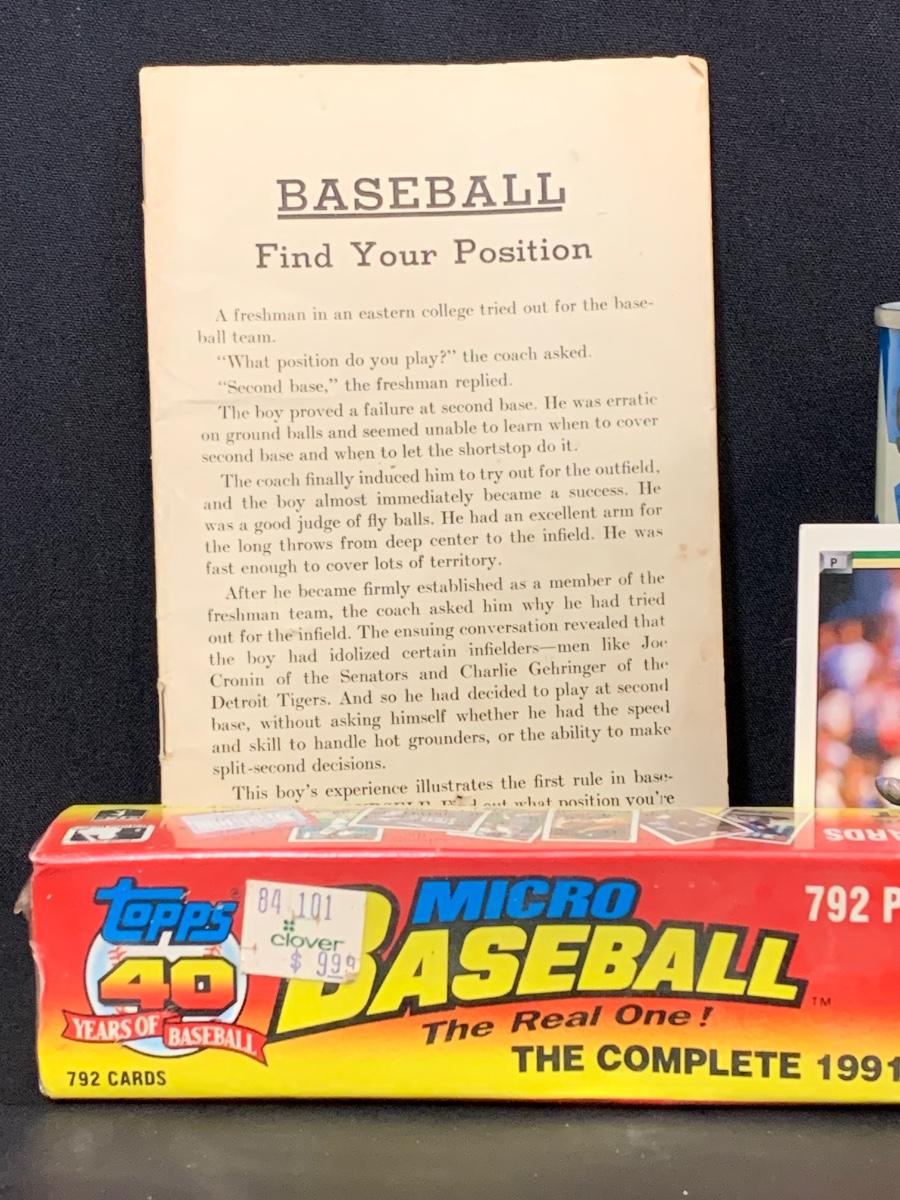 BASEBALL
Find Your Position
A freshman in an eastern college tried out for the base-
ball team.
"What position do you play?" the coach asked.
"Second base," the freshman replied.
The boy proved a failure at second base. He was erratic
on ground balls and seemed unable to learn when to cover
second base and when to let the shortstop do it.
The coach finally induced him to try out for the outfield,
and the boy almost immediately became a success. He
was a good judge of fly balls. He had an excellent arm for
the long throws from deep center to the infield. He was
fast enough to cover lots of territory.
After he became firmly established as a member of the
freshman team, the coach asked him why he had tried
out for the infield. The ensuing conversation revealed that
the boy had idolized certain infielders—men like Joe
Cronin of the Senators and Charlie Gehringer of the
Detroit Tigers. And so he had decided to play at second
base, without asking himself whether he had the speed
and skill to handle hot grounders, or the ability to make
split-second decisions.
This boy's experience illustrates the first rule in base-
out what position you're
P
TOPPS
40
YEARS OF BASEBALL
792 CARDS
84 101
clover
$ 9.99
MICRO
BASEBALL™
The Real One!
THE COMPLETE 1991
792 P